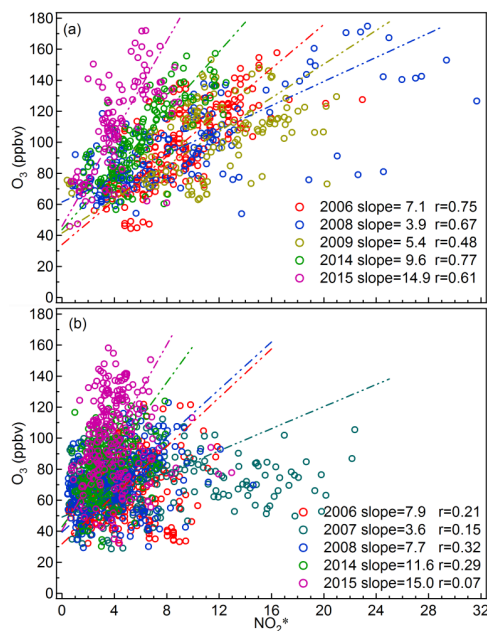 180
(a)
160
140
120
100
80
60
40
20
0
O3 (ppbv)
2006 slope= 7.1 r=0.75
2008 slope= 3.9 r=0.67
2009 slope= 5.4 r=0.48
2014 slope= 9.6 r=0.77
2015 slope=14.9 r=0.61
180
(b)
160
140
120
100
80
60
40
20
0
O3 (ppbv)
2006 slope=7.9 r=0.21
2007 slope=3.6 r=0.15
2008 slope=7.7 r=0.32
2014 slope=11.6 r=0.29
2015 slope=15.0 r=0.07
0 4 8 12 16 20 24 28 32
NO2*